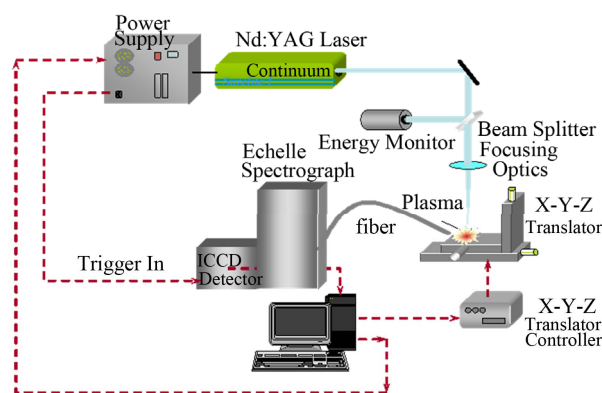 Power
Supply
Nd:YAG Laser
Continuum
Energy Monitor
Beam Splitter
Focusing
Optics
Echelle
Spectrograph
Plasma
fiber
X-Y-Z
Translator
Trigger In
ICCD
Detector
X-Y-Z
Translator
Controller